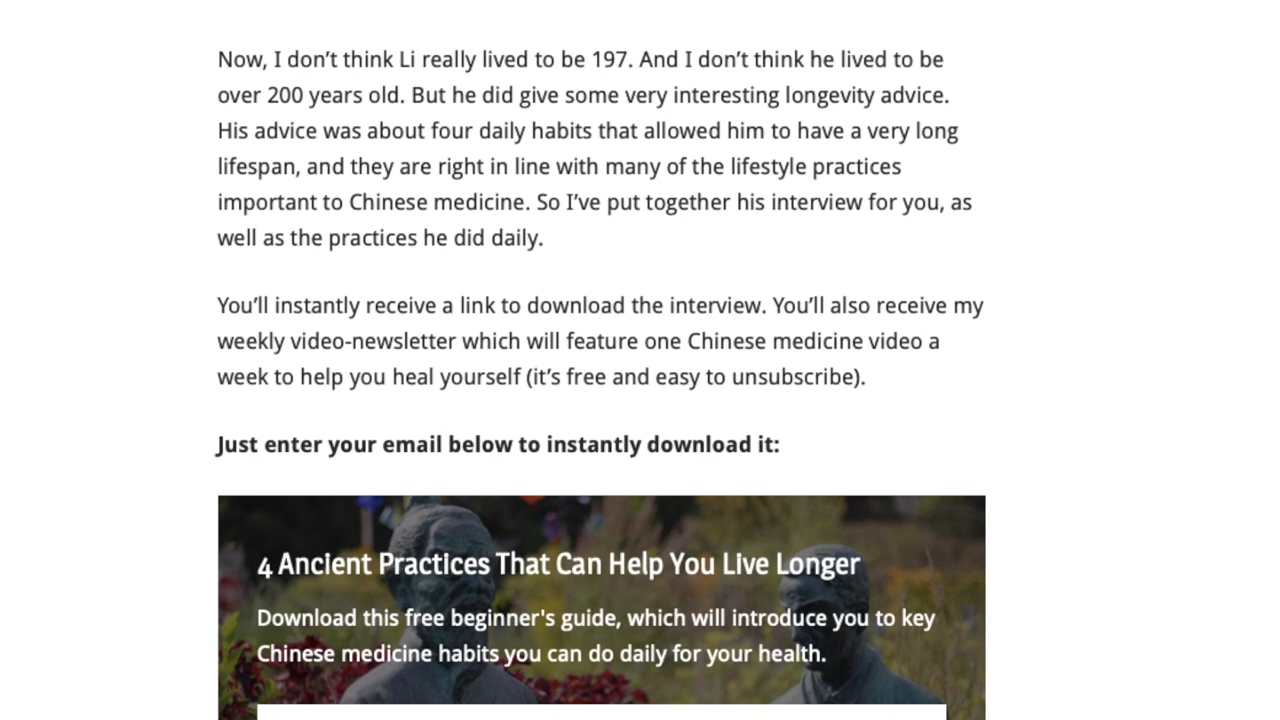 Now, I don’t think Li really lived to be 197. And I don’t think he lived to be
over 200 years old. But he did give some very interesting longevity advice.
His advice was about four daily habits that allowed him to have a very long
lifespan, and they are right in line with many of the lifestyle practices
important to Chinese medicine. So I’ve put together his interview for you, as
well as the practices he did daily.
You’ll instantly receive a link to download the interview. You’ll also receive my
weekly video-newsletter which will feature one Chinese medicine video a
week to help you heal yourself (it’s free and easy to unsubscribe).
Just enter your email below to instantly download it:
4 Ancient Practices That Can Help You Live Longer
Download this free beginner's guide, which will introduce you to key
Chinese medicine habits you can do daily for your health.